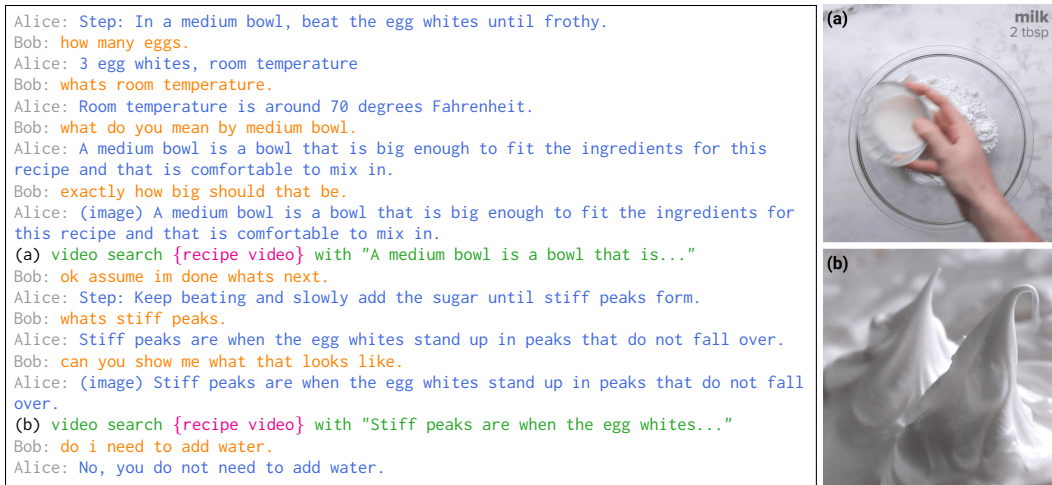 Alice: Step: In a medium bowl, beat the egg whites until frothy.
Bob: how many eggs.
Alice: 3 egg whites, room temperature
Bob: whats room temperature.
Alice: Room temperature is around 70 degrees Fahrenheit.
Bob: what do you mean by medium bowl.
Alice: A medium bowl is a bowl that is big enough to fit the ingredients for this
recipe and that is comfortable to mix in.
Bob: exactly how big should that be.
Alice: (image) A medium bowl is a bowl that is big enough to fit the ingredients for
this recipe and that is comfortable to mix in.
(a) video search {recipe video} with "A medium bowl is a bowl that is..."
Bob: ok assume im done whats next.
Alice: Step: Keep beating and slowly add the sugar until stiff peaks form.
Bob: whats stiff peaks.
Alice: Stiff peaks are when the egg whites stand up in peaks that do not fall over.
Bob: can you show me what that looks like.
Alice: (image) Stiff peaks are when the egg whites stand up in peaks that do not fall
over.
(b) video search {recipe video} with "Stiff peaks are when the egg whites..."
Bob: do i need to add water.
Alice: No, you do not need to add water.
(a)
milk
2 tbsp
(b)